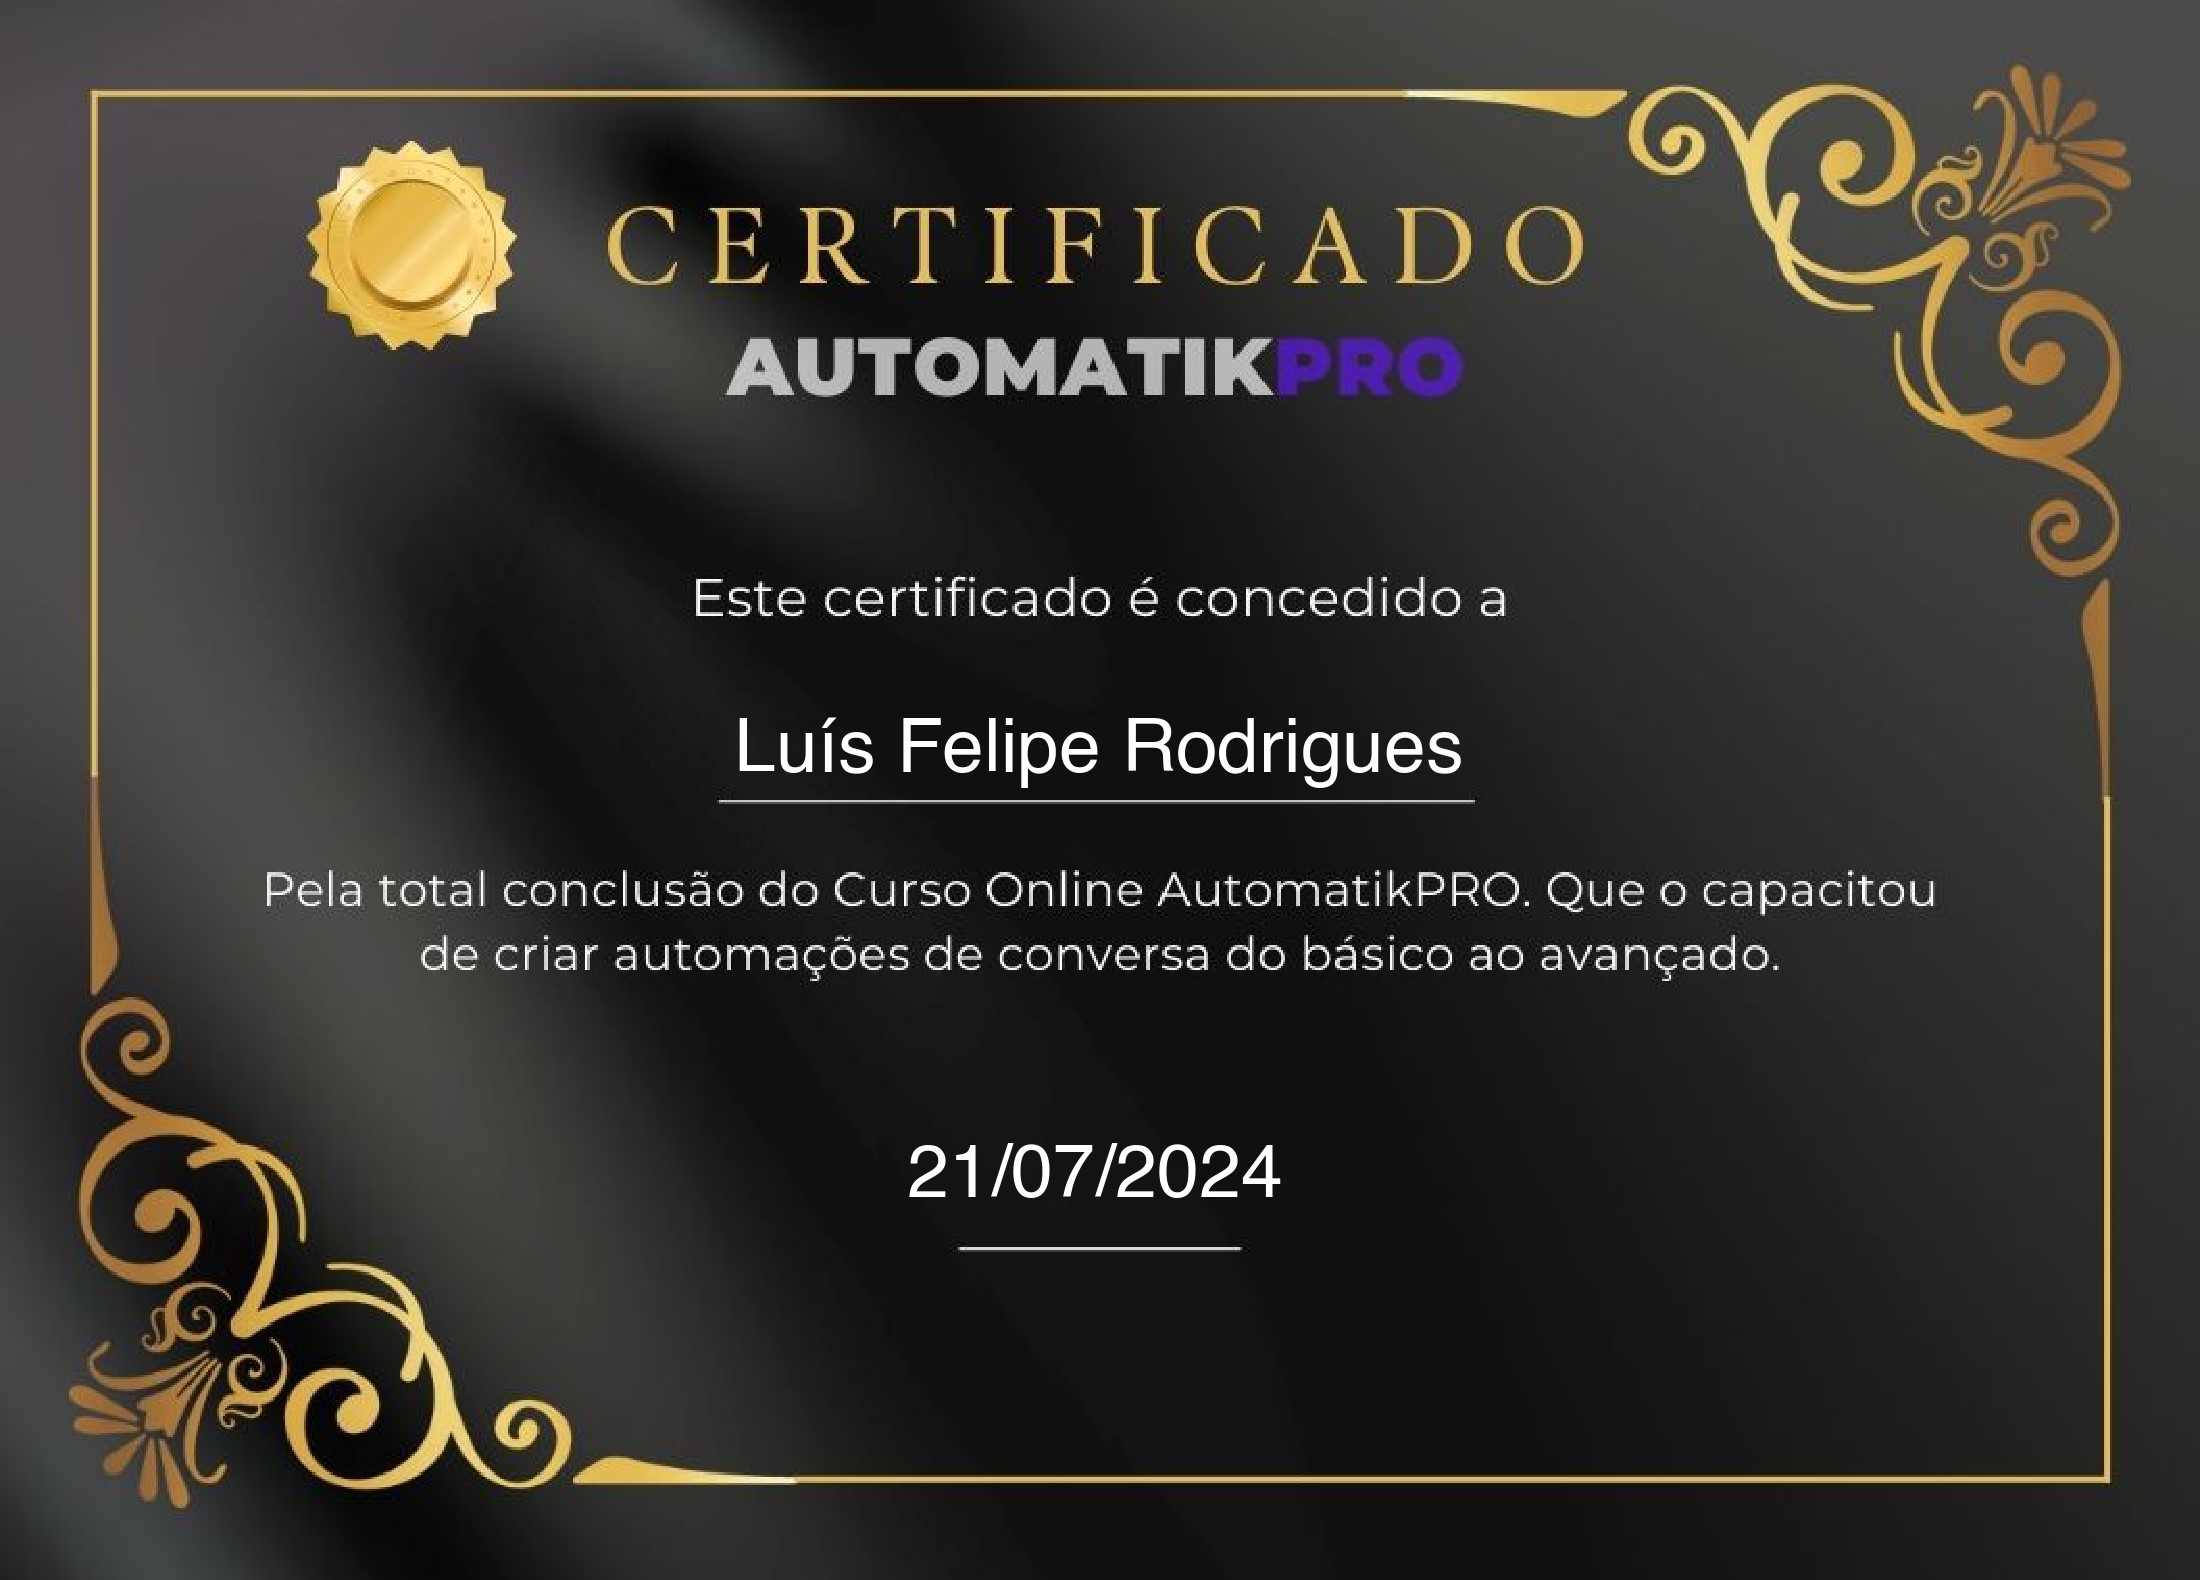 CERTIFICADO
AUTOMATIKPRO
Este certificado é concedido a
Luís Felipe Rodrigues
Pela total conclusão do Curso Online AutomatikPRO. Que o capacitou
de criar automações de conversa do básico ao avançado.
21/07/2024